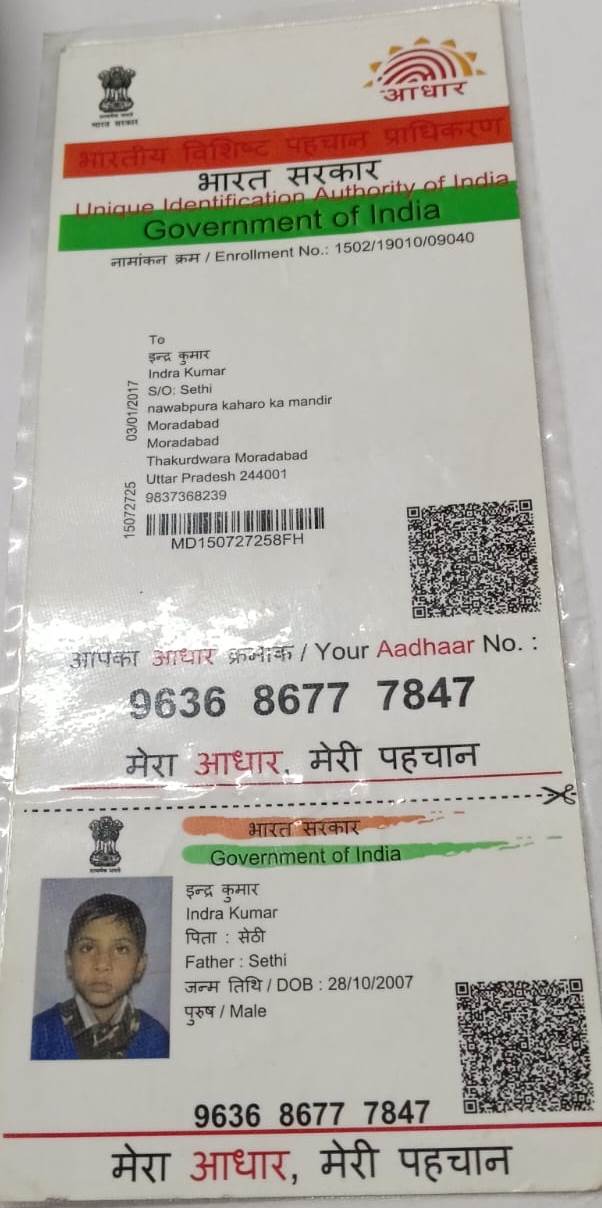 भारत सरकार
आधार
भारतीय विशिष्ट पहचान प्राधिकरण
भारत सरकार
Unique Identification Authority of India
Government of India
नामांकन क्रम / Enrollment No.: 1502/19010/09040
To
इन्द्र कुमार
Indra Kumar
S/O: Sethi
nawabpura kaharo ka mandir
Moradabad
Moradabad
Thakurdwara Moradabad
Uttar Pradesh 244001
9837368239
03/01/2017
15072725
MD150727258FH
आपका आधार क्रमांक / Your Aadhaar No. :
9636 8677 7847
मेरा आधार, मेरी पहचान
भारत सरकार
Government of India
इन्द्र कुमार
Indra Kumar
पिता : सेठी
Father : Sethi
जन्म तिथि / DOB : 28/10/2007
पुरुष / Male
9636 8677 7847
मेरा आधार, मेरी पहचान